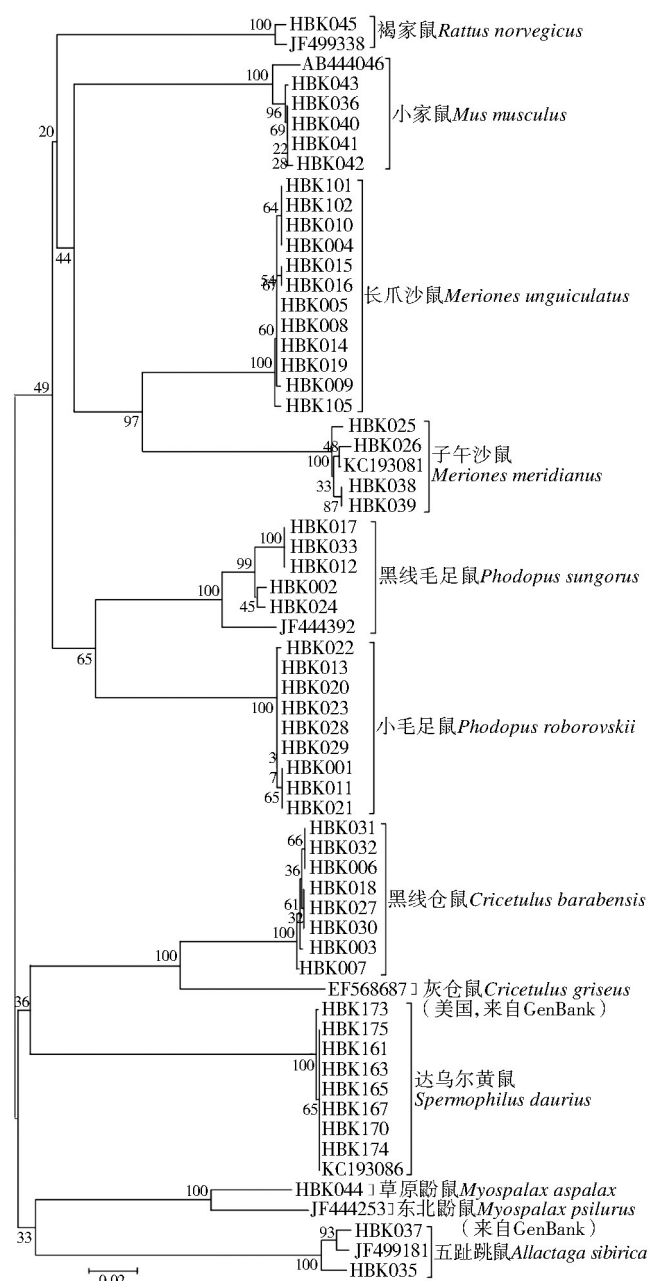 100
HBK045
JF499338
褐家鼠Rattus norvegicus
100
AB444046
HBK043
HBK036
96
HBK040
69
HBK041
22
HBK042
28
小家鼠Mus musculus
20
44
HBK101
HBK102
64
HBK010
HBK004
HBK015
54
HBK016
67
HBK005
HBK008
60
HBK014
HBK019
100
HBK009
HBK105
长爪沙鼠Meriones unguiculatus
49
97
HBK025
48
HBK026
100
KC193081
33
HBK038
87
HBK039
子午沙鼠
Meriones meridianus
HBK017
100
HBK033
99
HBK012
100
HBK002
45
HBK024
JF444392
黑线毛足鼠Phodopus sungorus
65
HBK022
HBK013
HBK020
100
HBK023
HBK028
HBK029
3
HBK001
7
HBK011
65
HBK021
小毛足鼠Phodopus roborovskii
HBK031
66
HBK032
36
HBK006
HBK018
61
HBK027
32
HBK030
100
HBK003
HBK007
黑线仓鼠Cricetulus barabensis
100
EF568687
灰仓鼠Cricetulus griseus
(美国,来自GenBank)
36
HBK173
HBK175
HBK161
100
HBK163
HBK165
65
HBK167
HBK170
HBK174
KC193086
达乌尔黄鼠
Spermophilus daurius
100
HBK044
草原鼢鼠Myospalax aspalax
JF444253
东北鼢鼠Myospalax psilurus
(来自GenBank)
33
93
HBK037
JF499181
100
HBK035
五趾跳鼠Allactaga sibirica
0.02